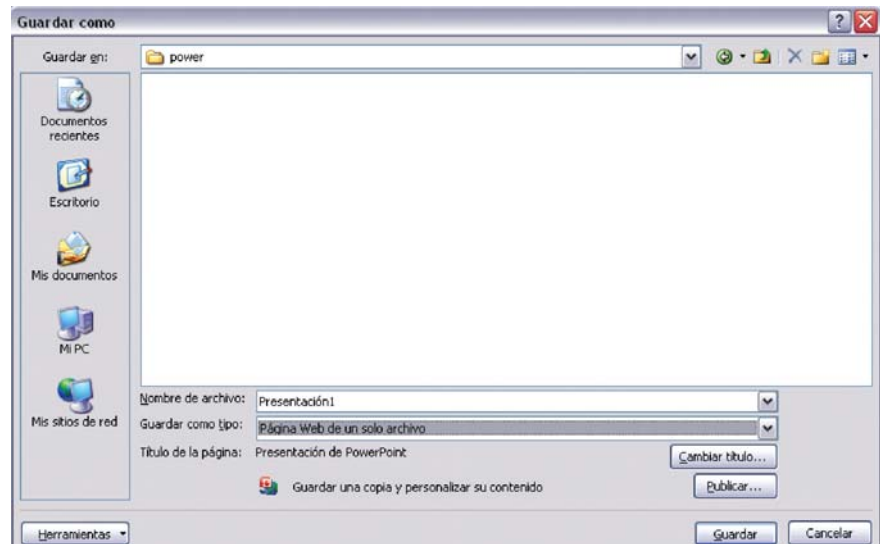 Guardar como
Guardar en:
power
Documentos
recientes
Escritorio
Mis documentos
Mi PC
Mis sitios de red
Nombre de archivo:
Presentación1
Guardar como tipo:
Página Web de un solo archivo
Título de la página:
Presentación de PowerPoint
Cambiar título...
Guardar una copia y personalizar su contenido
Publicar...
Herramientas
Guardar
Cancelar